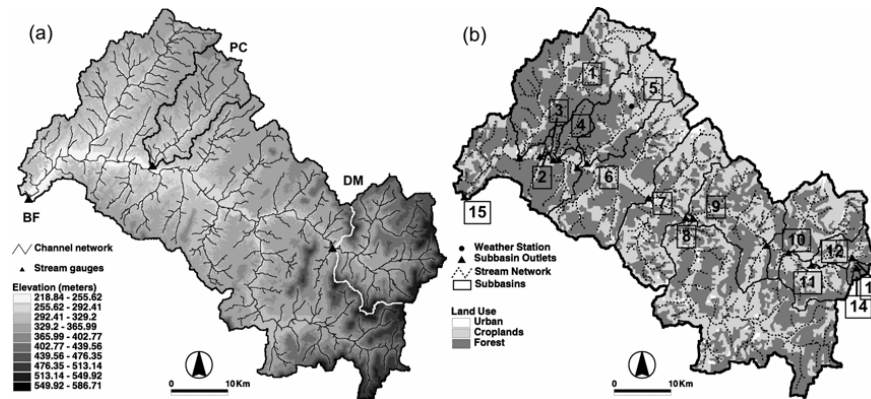 (a)
PC
DM
BF
Channel network
Stream gauges
Elevation (meters)
218.84 - 255.62
255.62 - 292.41
292.41 - 329.2
329.2 - 365.99
365.99 - 402.77
402.77 - 439.56
439.56 - 476.35
476.35 - 513.14
513.14 - 549.92
549.92 - 586.71
0 10Km
(b)
1
5
3
4
2
6
15
7
9
8
10
12
11
1
14
Weather Station
Subbasin Outlets
Stream Network
Subbasins
Land Use
Urban
Croplands
Forest
0 10 Km